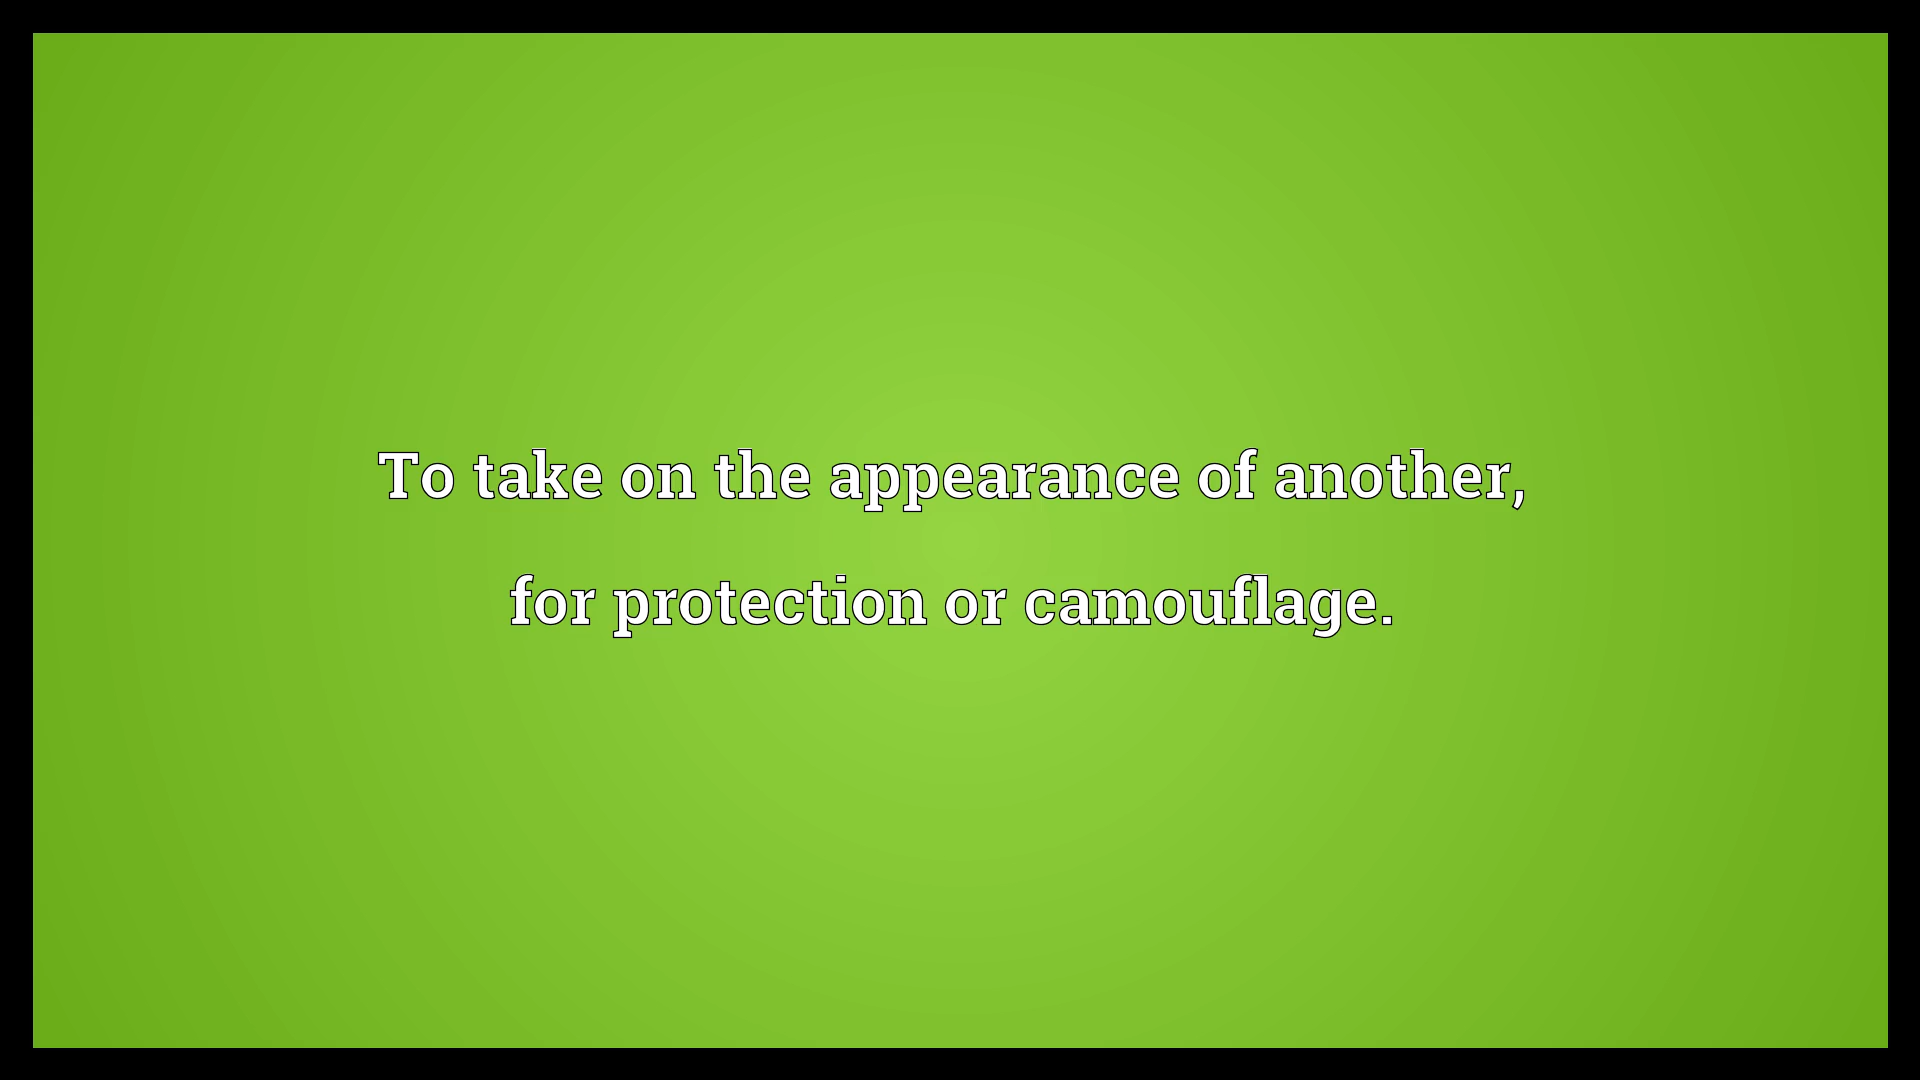 To take on the appearance of another,
for protection or camouflage.